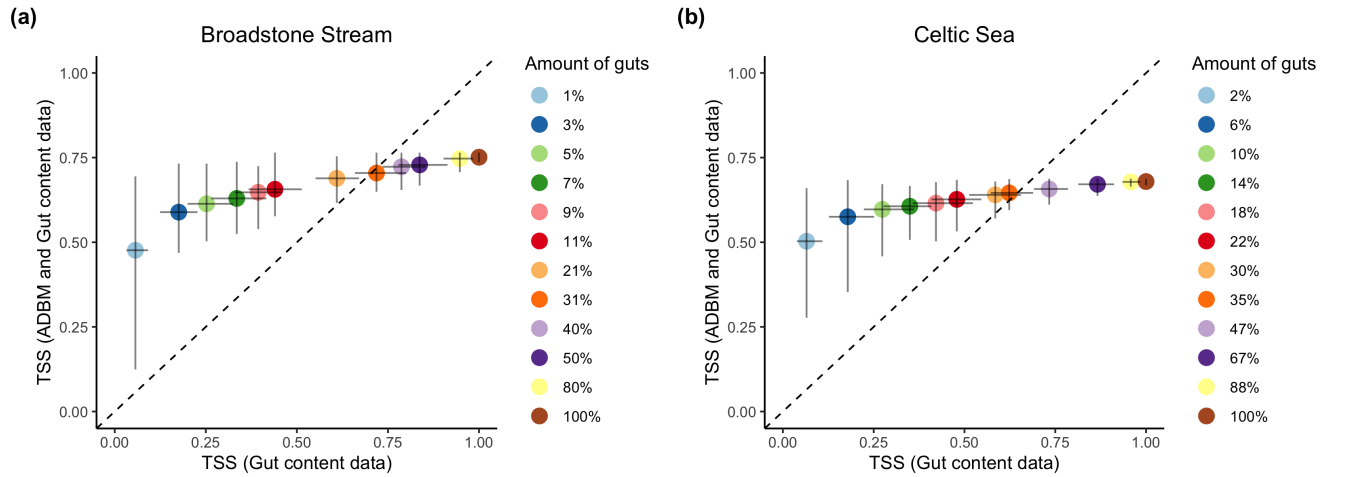 (a)
Broadstone Stream
TSS (ADBM and Gut content data)
1.00
0.75
0.50
0.25
0.00
0.00 0.25 0.50 0.75 1.00
TSS (Gut content data)
Amount of guts
1%
3%
5%
7%
9%
11%
21%
31%
40%
50%
80%
100%
(b)
Celtic Sea
TSS (ADBM and Gut content data)
1.00
0.75
0.50
0.25
0.00
0.00 0.25 0.50 0.75 1.00
TSS (Gut content data)
Amount of guts
2%
6%
10%
14%
18%
22%
30%
35%
47%
67%
88%
100%